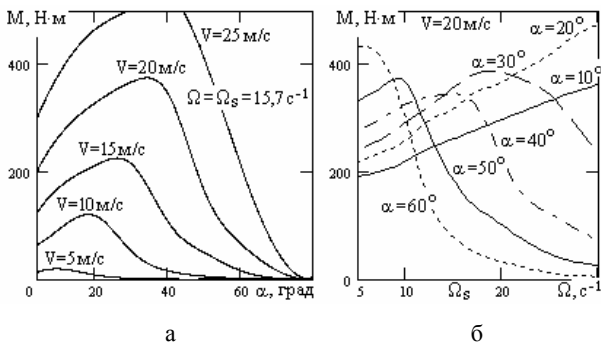 М, Н·м
400
200
0
20
40
60
α, град
V=25 м/с
V=20 м/с
Ω=Ωs=15,7 с⁻¹
V=15 м/с
V=10 м/с
V=5 м/с
а
М, Н·м
400
200
0
5
10
Ωs
20
Ω, с⁻¹
V=20 м/с
α=20°
α=30°
α=10°
α=40°
α=50°
α=60°
б